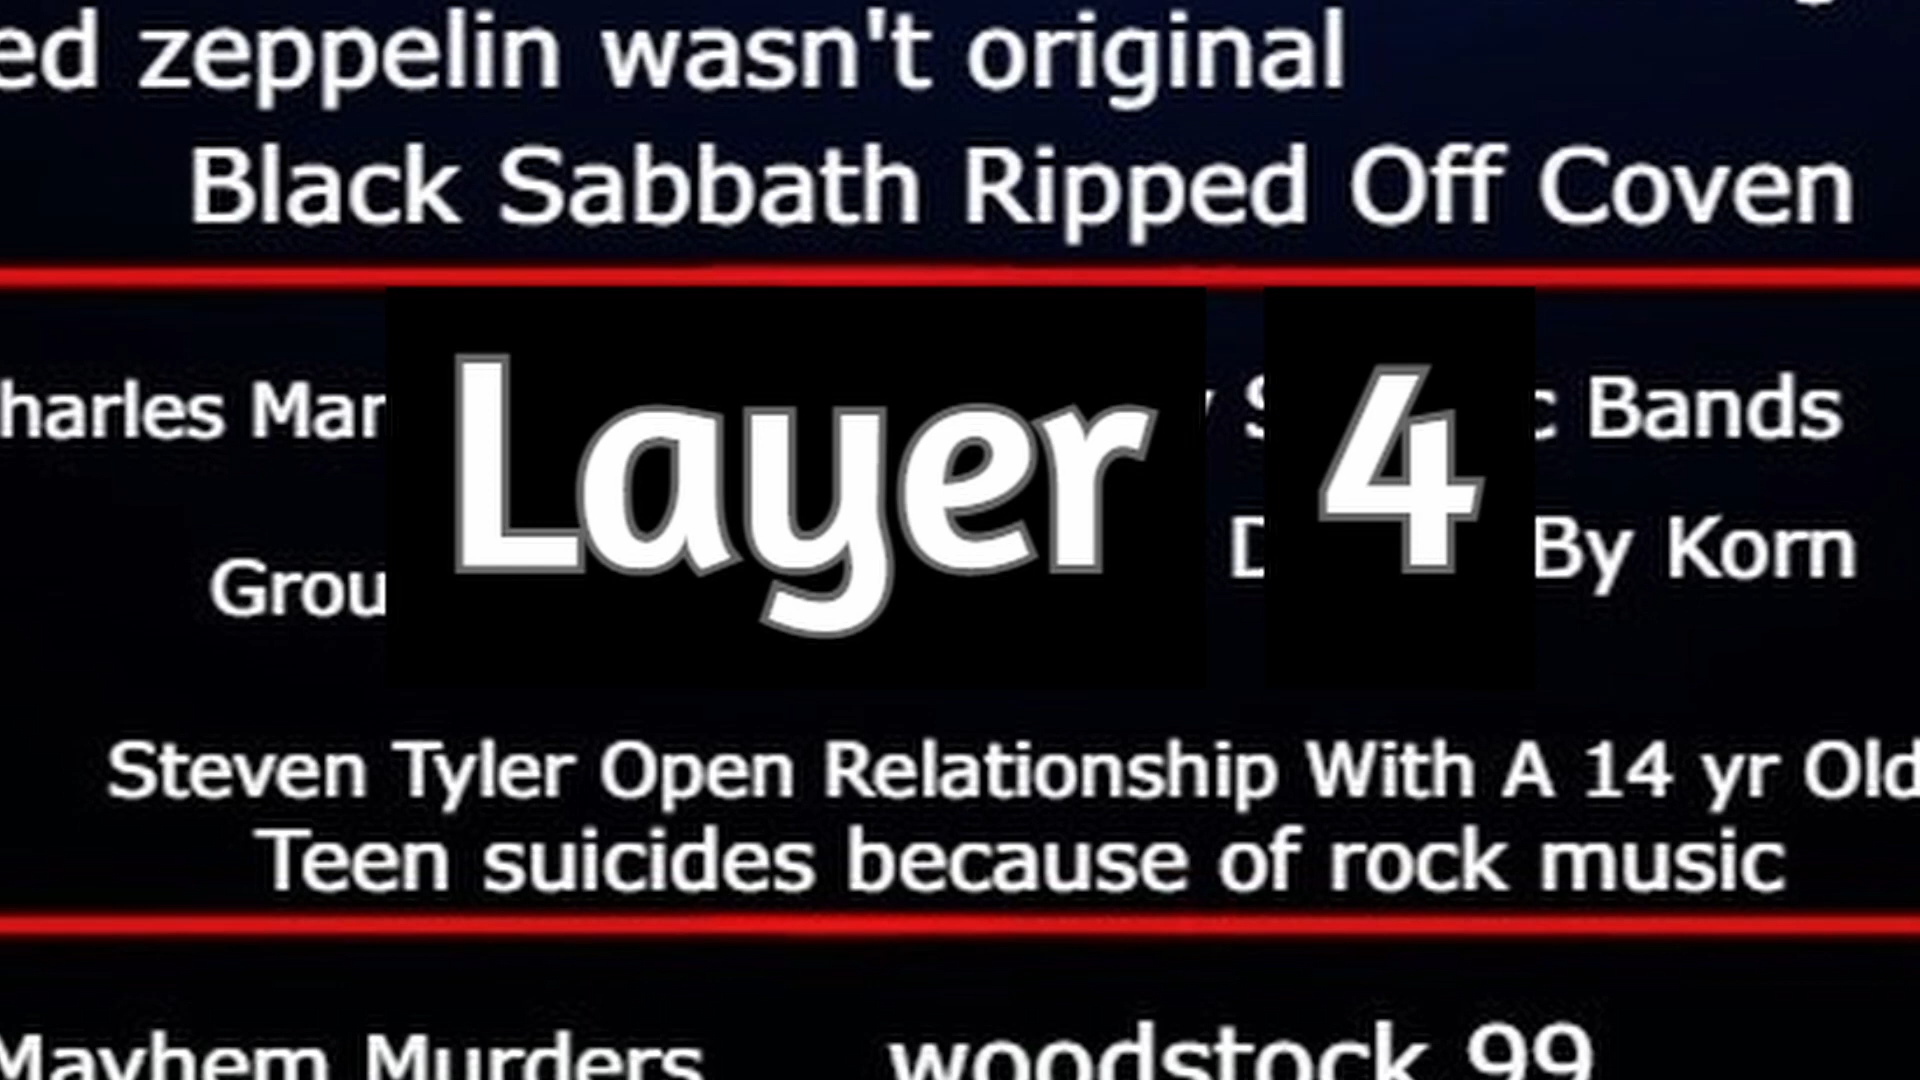 ed zeppelin wasn't original
Black Sabbath Ripped Off Coven
Layer 4
harles Mar
Bands
By Korn
Grou
Steven Tyler Open Relationship With A 14 yr Old
Teen suicides because of rock music
Mayhem Murders
woodstock 99